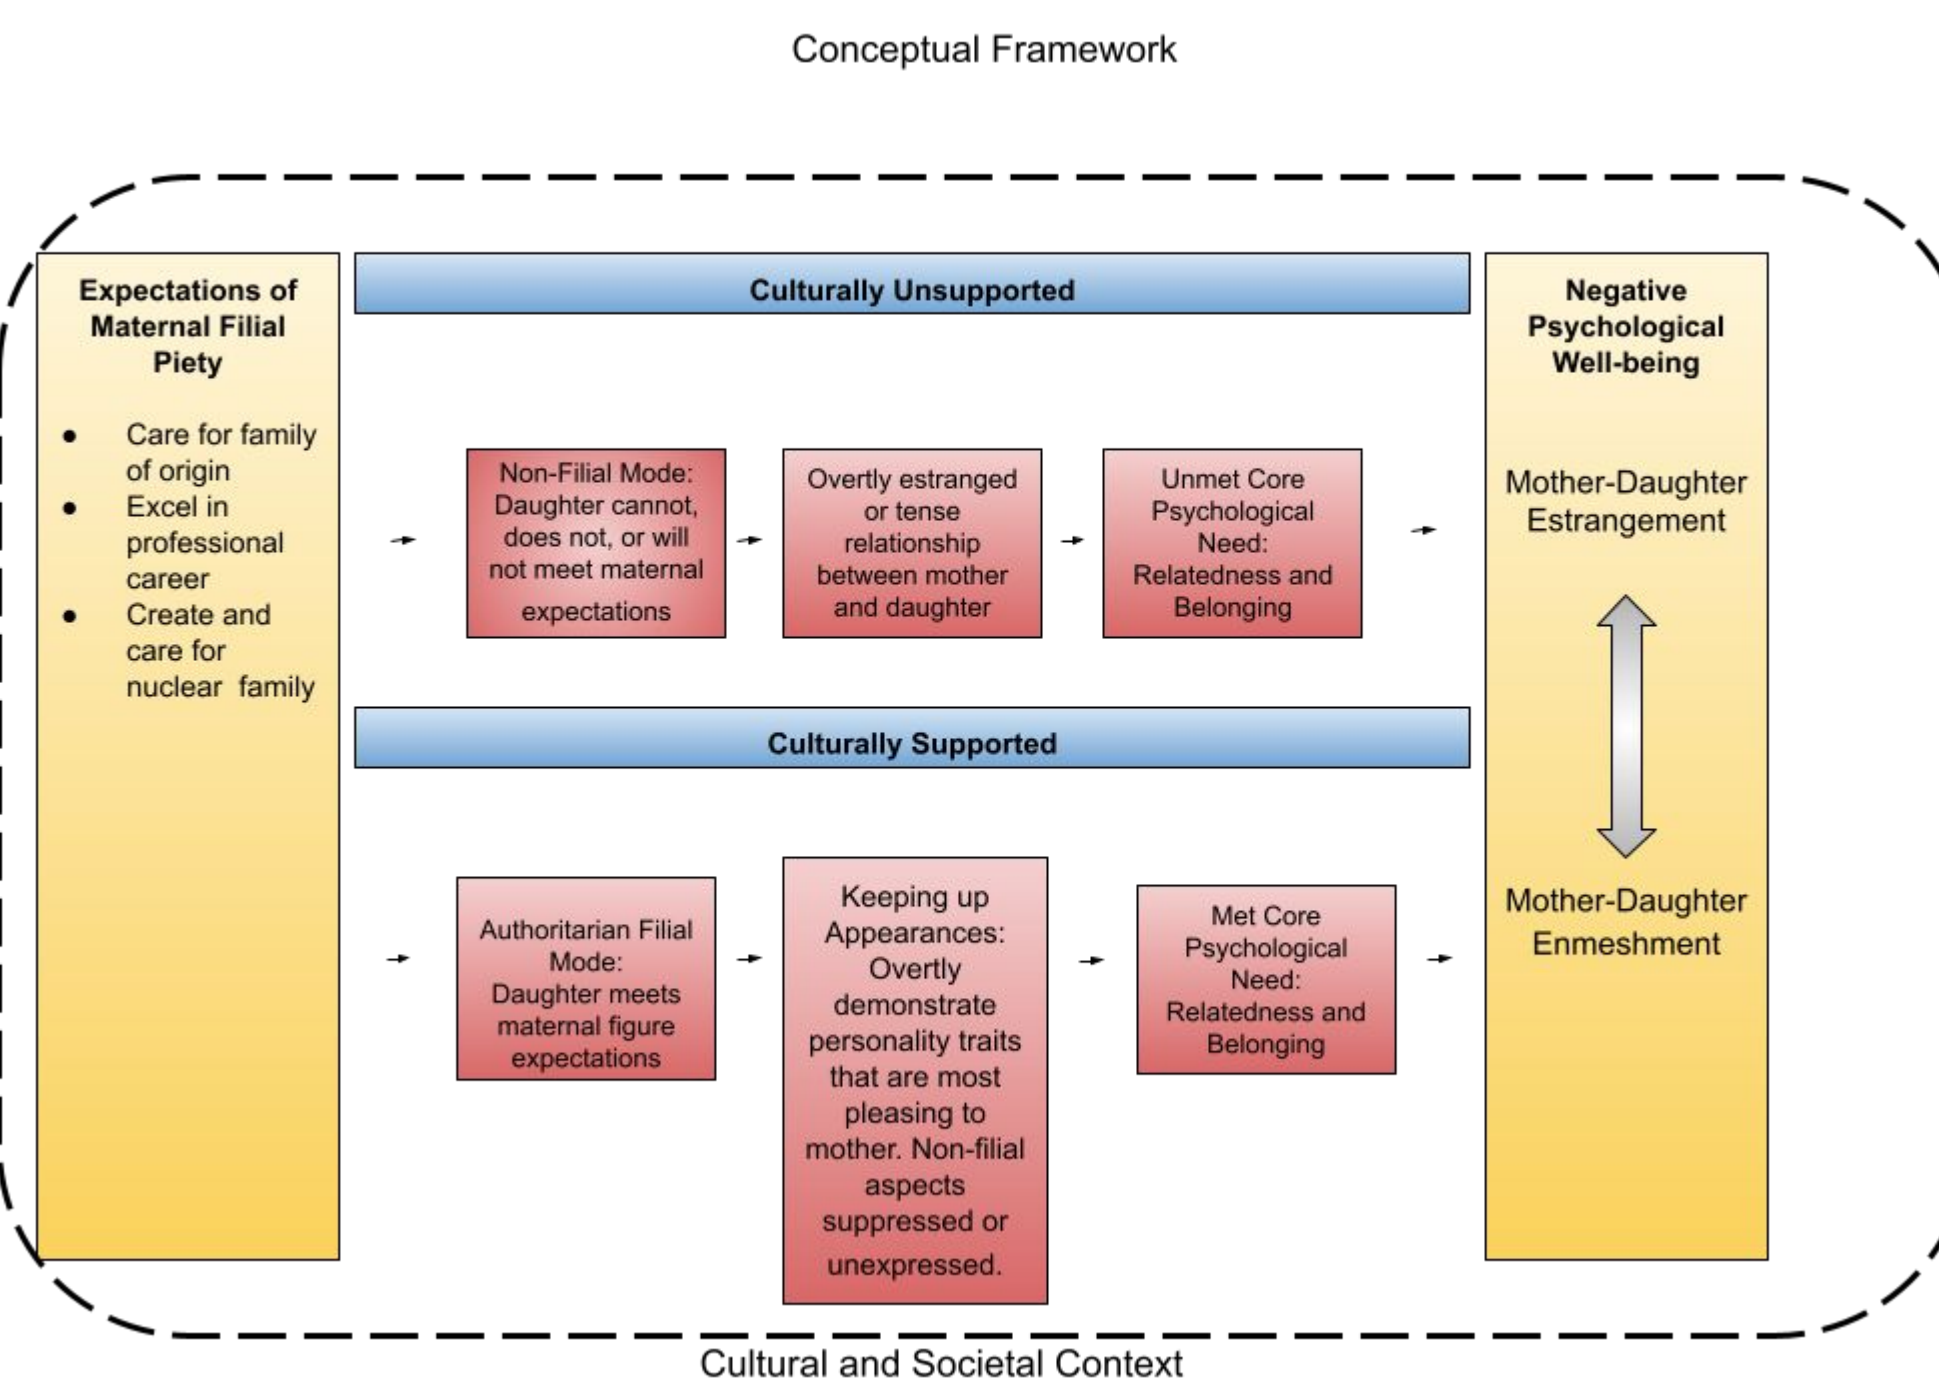 Conceptual Framework
Expectations of
Maternal Filial
Piety
● Care for family
of origin
● Excel in
professional
career
● Create and
care for
nuclear family
Culturally Unsupported
Non-Filial Mode:
Daughter cannot,
does not, or will
not meet maternal
expectations
Overtly estranged
or tense
relationship
between mother
and daughter
Unmet Core
Psychological
Need:
Relatedness and
Belonging
Culturally Supported
Authoritarian Filial
Mode:
Daughter meets
maternal figure
expectations
Keeping up
Appearances:
Overtly
demonstrate
personality traits
that are most
pleasing to
mother. Non-filial
aspects
suppressed or
unexpressed.
Met Core
Psychological
Need:
Relatedness and
Belonging
Negative
Psychological
Well-being
Mother-Daughter
Estrangement
Mother-Daughter
Enmeshment
Cultural and Societal Context